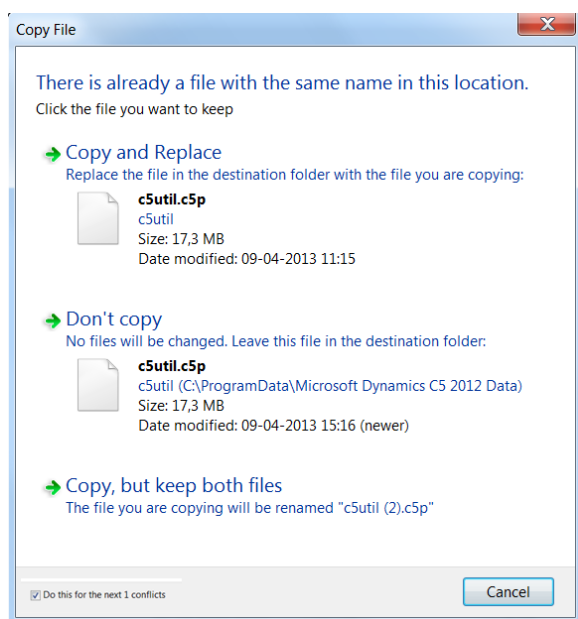 Copy File
There is already a file with the same name in this location.
Click the file you want to keep
Copy and Replace
Replace the file in the destination folder with the file you are copying:
c5util.c5p
c5util
Size: 17,3 MB
Date modified: 09-04-2013 11:15
Don't copy
No files will be changed. Leave this file in the destination folder:
c5util.c5p
c5util (C:\ProgramData\Microsoft Dynamics C5 2012 Data)
Size: 17,3 MB
Date modified: 09-04-2013 15:16 (newer)
Copy, but keep both files
The file you are copying will be renamed "c5util (2).c5p"
Do this for the next 1 conflicts
Cancel